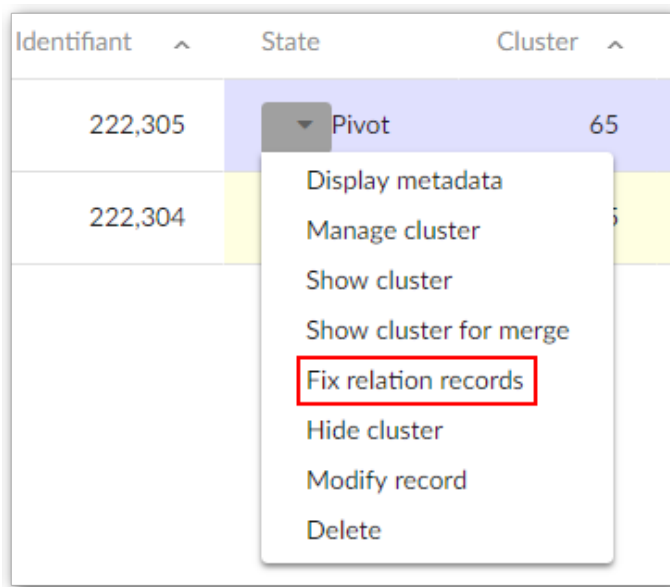 Identifiant State Cluster
222,305 Pivot 65
Display metadata
222,304
Manage cluster
Show cluster
Show cluster for merge
Fix relation records
Hide cluster
Modify record
Delete